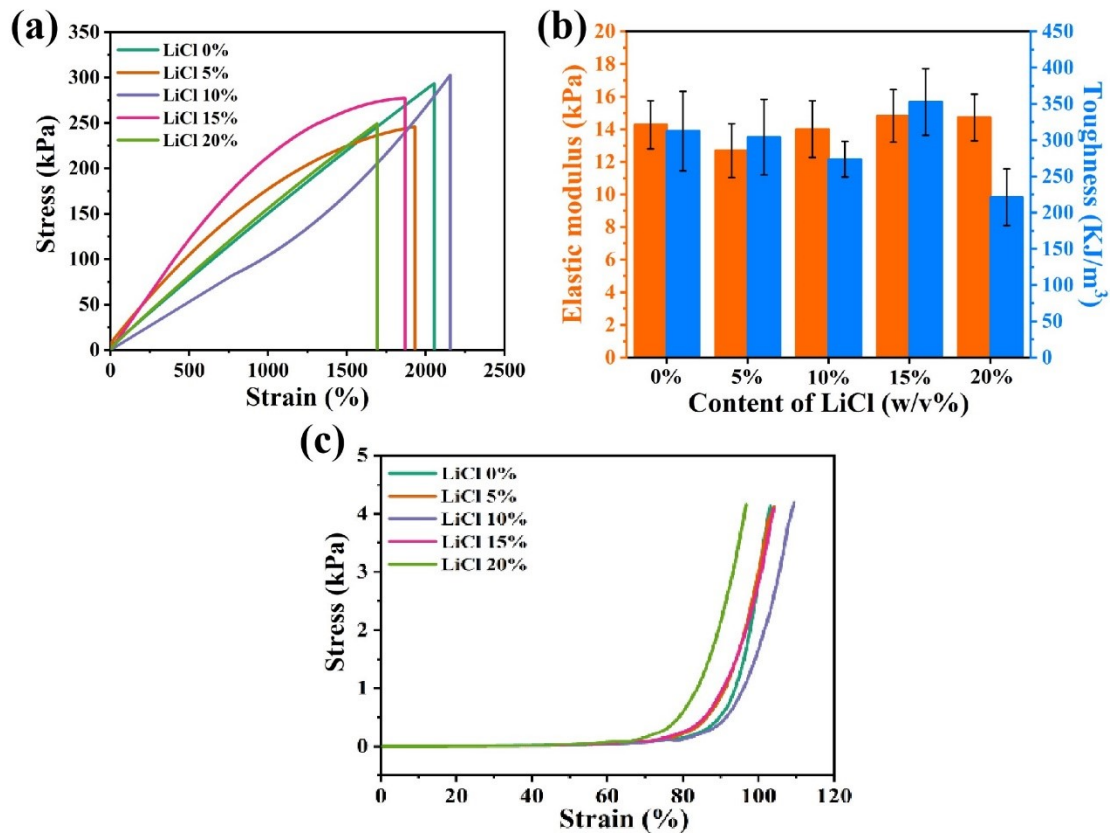 (a)
350
300
250
200
150
100
50
0
Stress (kPa)
LiCl 0%
LiCl 5%
LiCl 10%
LiCl 15%
LiCl 20%
0
500
1000
1500
2000
2500
Strain (%)
(b)
20
18
16
14
12
10
8
6
4
2
0
Elastic modulus (kPa)
450
400
350
300
250
200
150
100
50
0
Toughness (KJ/m³)
0%
5%
10%
15%
20%
Content of LiCl (w/v%)
(c)
5
4
3
2
1
0
Stress (kPa)
LiCl 0%
LiCl 5%
LiCl 10%
LiCl 15%
LiCl 20%
0
20
40
60
80
100
120
Strain (%)